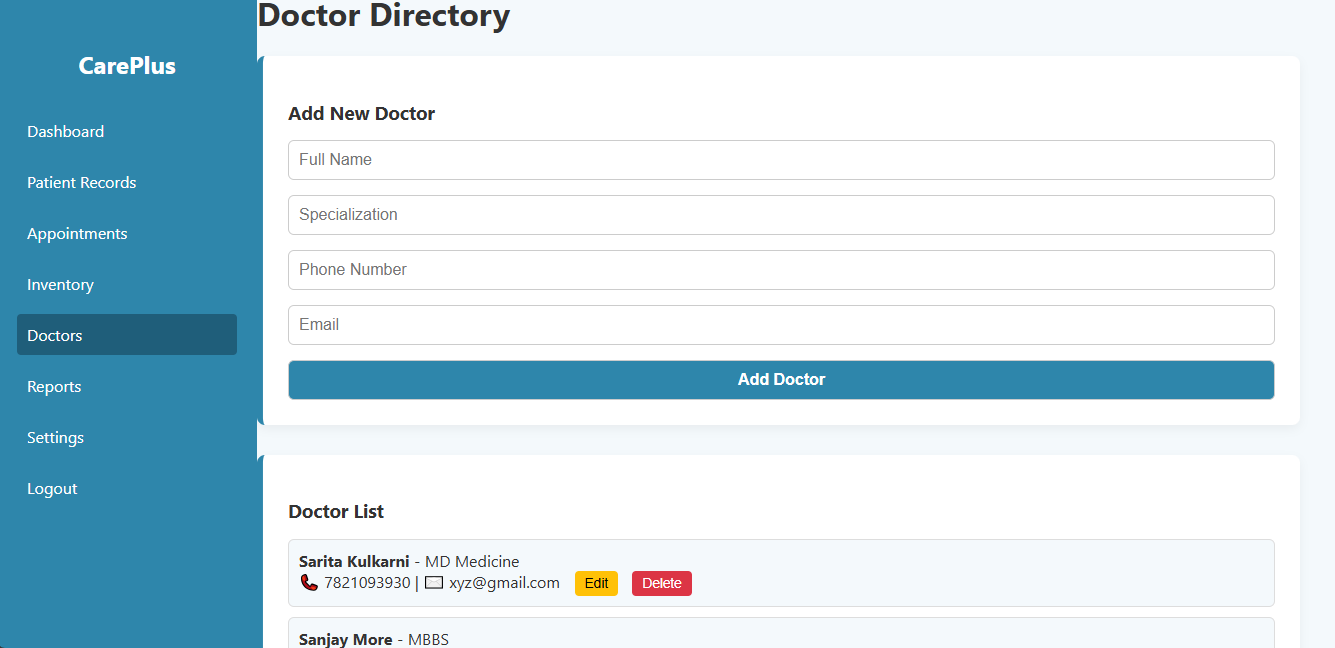 Doctor Directory
CarePlus
Dashboard
Patient Records
Appointments
Inventory
Doctors
Reports
Settings
Logout
Add New Doctor
Full Name
Specialization
Phone Number
Email
Add Doctor
Doctor List
Sarita Kulkarni - MD Medicine
7821093930 | xyz@gmail.com Edit Delete
Sanjay More - MBBS